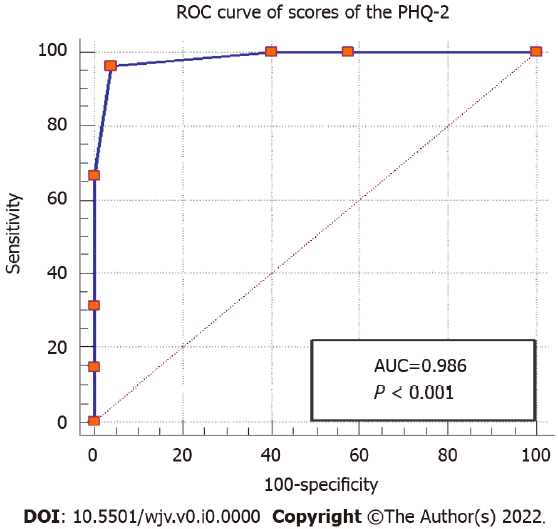 ROC curve of scores of the PHQ-2
100
80
60
40
20
0
Sensitivity
AUC=0.986
P < 0.001
0 20 40 60 80 100
100-specificity
DOI: 10.5501/wjv.v0.i0.0000 Copyright ©The Author(s) 2022.